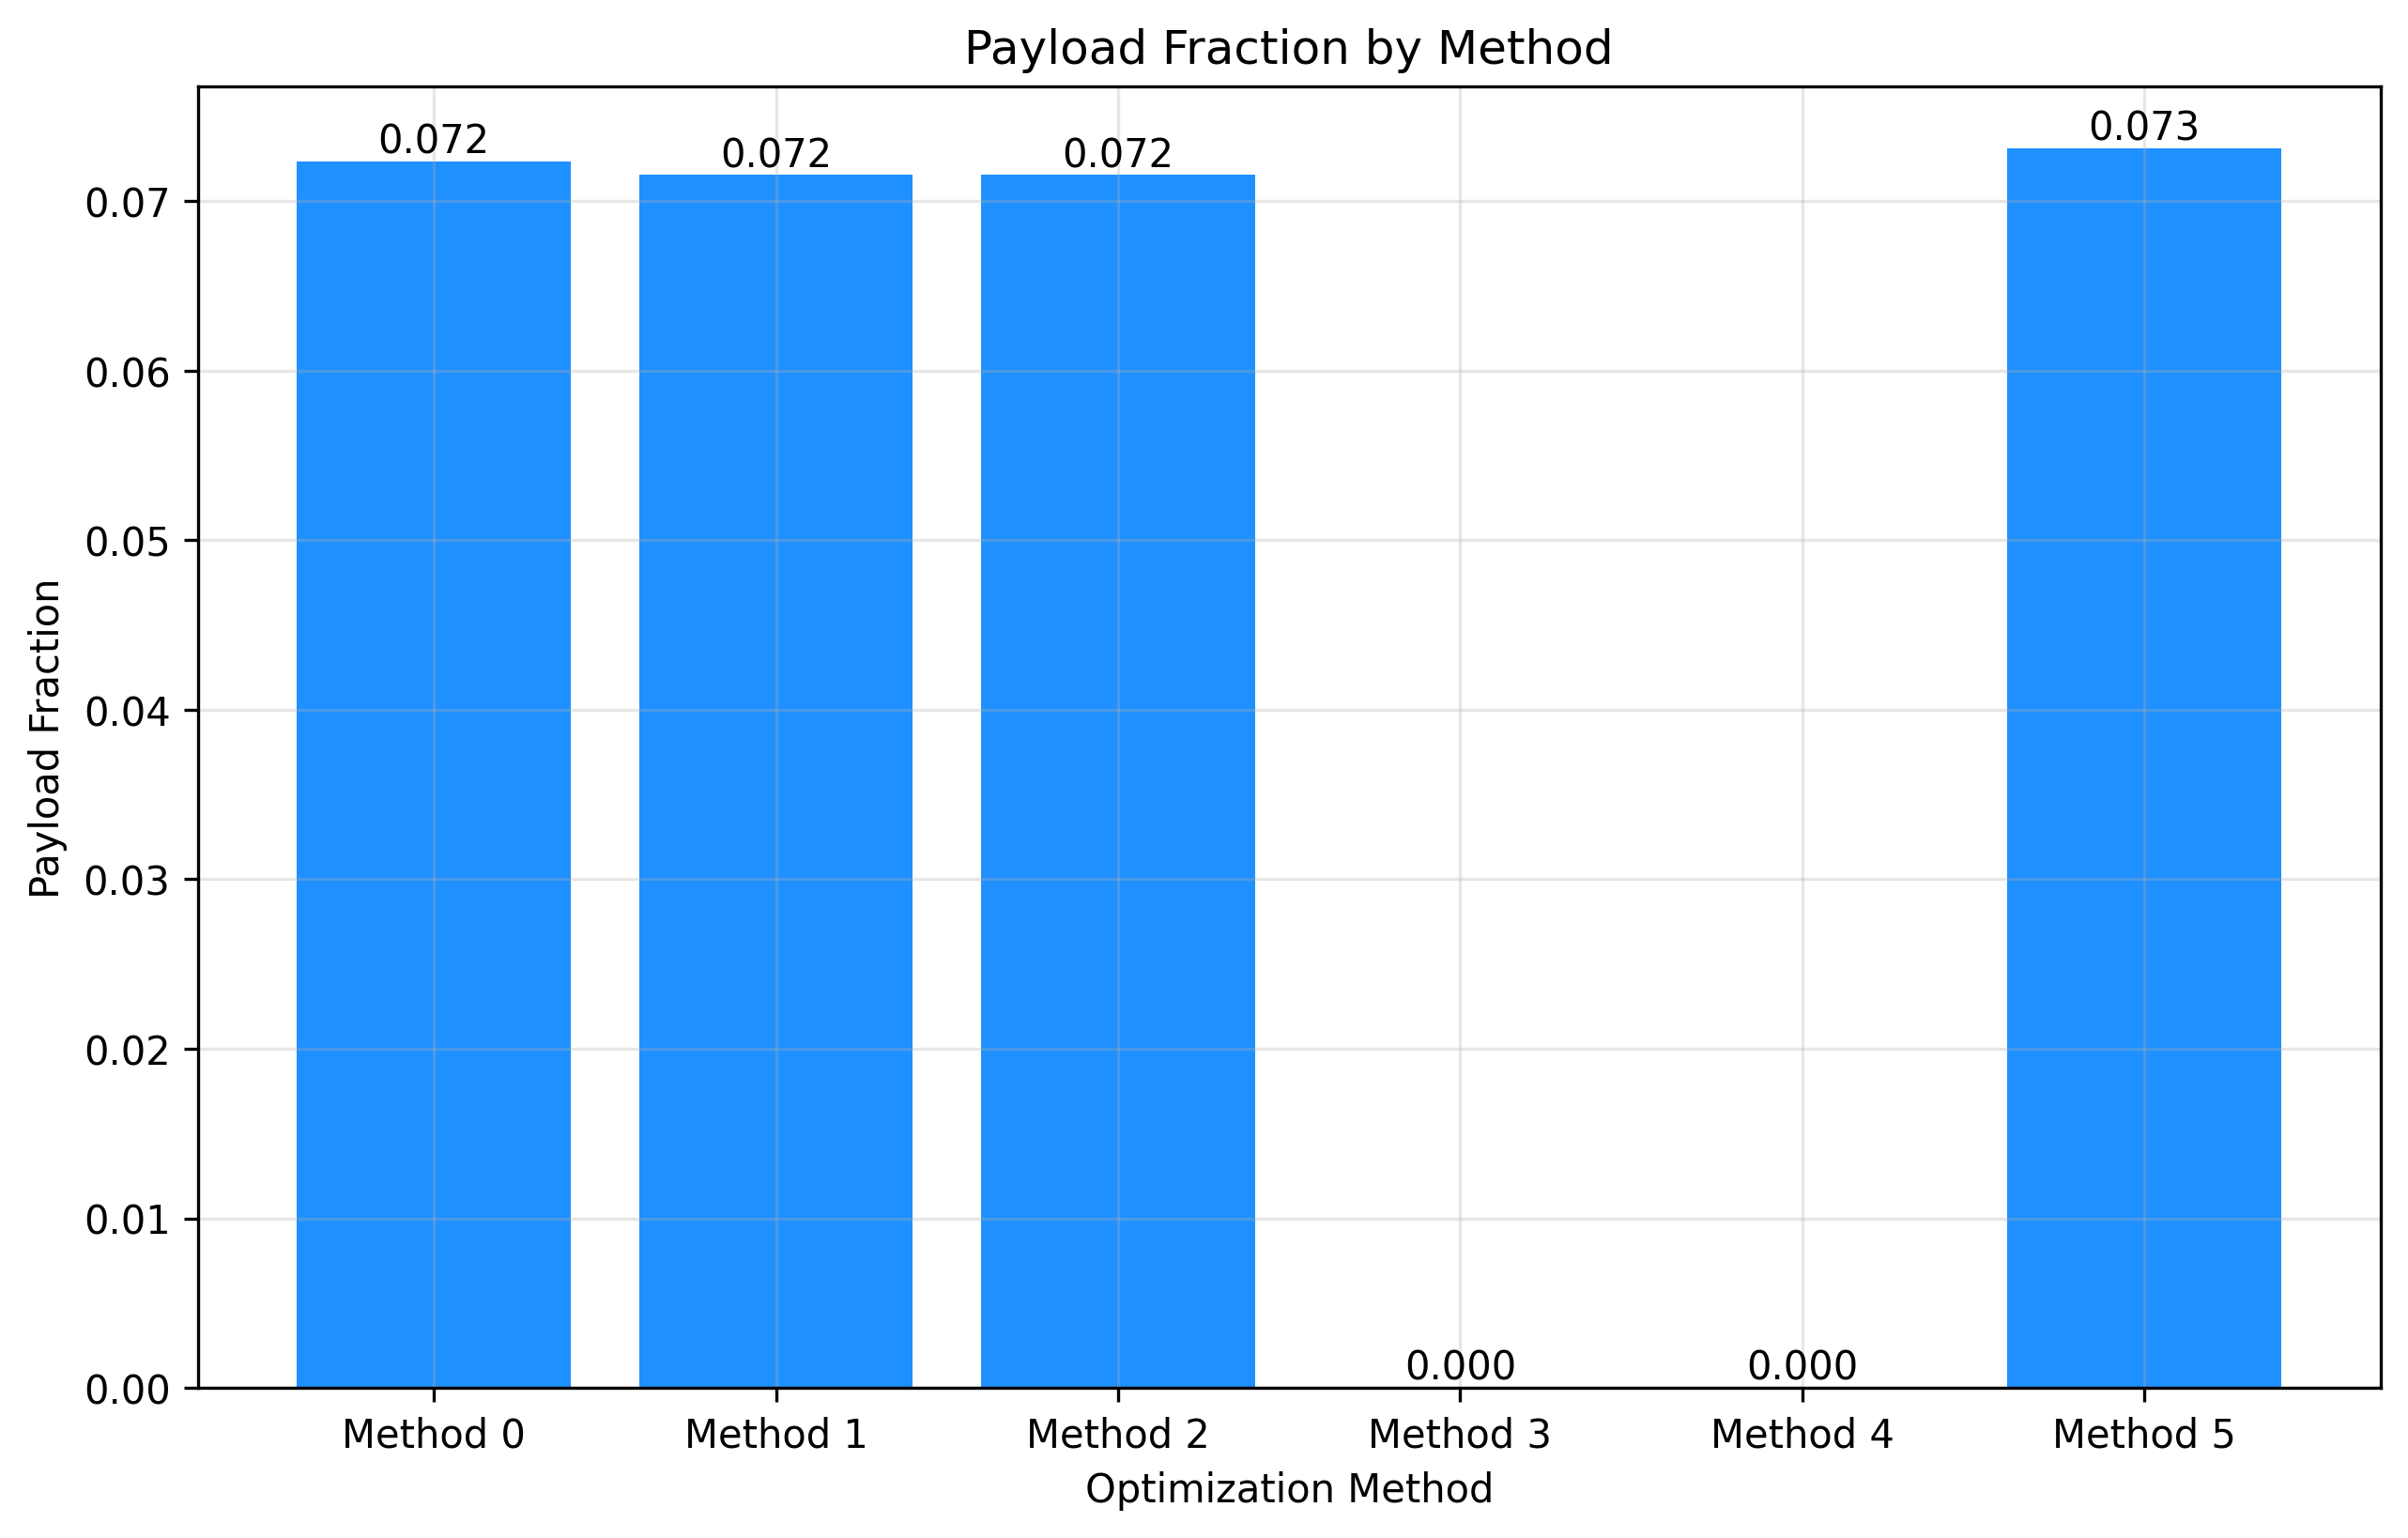 Payload Fraction by Method
0.072
0.072
0.072
0.000
0.000
0.073
0.07
0.06
0.05
0.04
0.03
0.02
0.01
0.00
Payload Fraction
Method 0
Method 1
Method 2
Method 3
Method 4
Method 5
Optimization Method